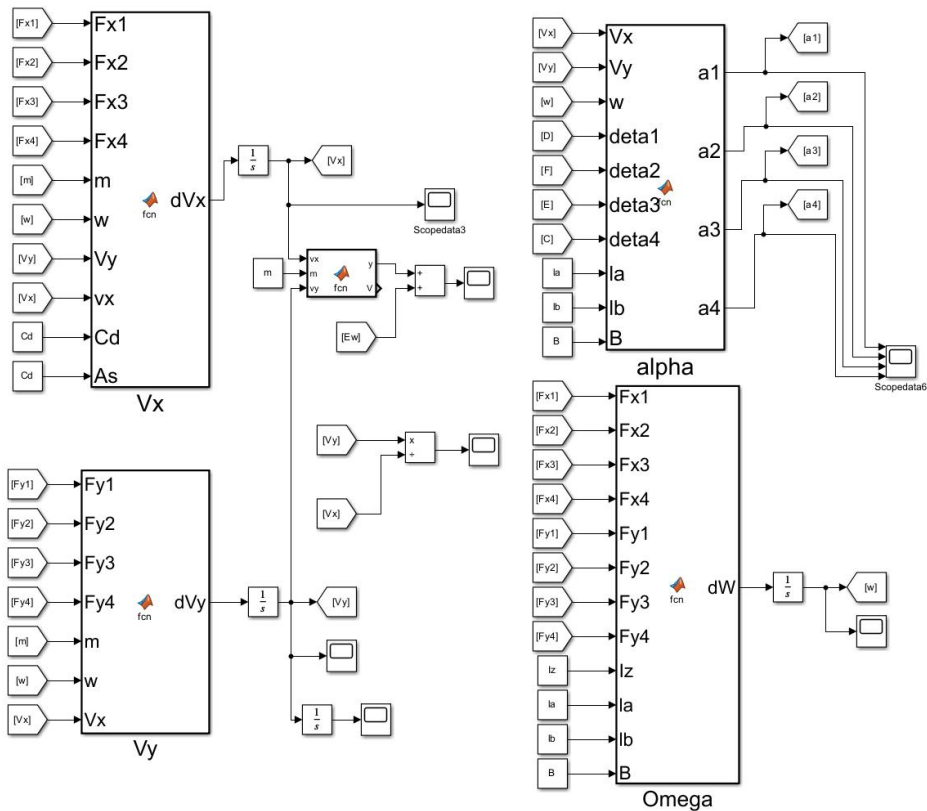 [Fx1] Fx1
[Fx2] Fx2
[Fx3] Fx3
[Fx4] Fx4
[m] m
[w] w
[Vy] Vy
[Vx] vx
Cd Cd
Cd As
fcn
dVx
Vx
1
s
[Vx]
Scopedata3
m
vx
m
vy
fcn
y
V
+
+
[Ew]
[Vy]
[Vx]
x
÷
[Fy1] Fy1
[Fy2] Fy2
[Fy3] Fy3
[Fy4] Fy4
[m] m
[w] w
[Vx] Vx
fcn
dVy
Vy
1
s
[Vy]
1
s
[Vx] Vx
[Vy] Vy
[w] w
[D] deta1
[F] deta2
[E] deta3
[C] deta4
la la
lb lb
B B
fcn
a1
a2
a3
a4
alpha
[a1]
[a2]
[a3]
[a4]
Scopedata6
[Fx1] Fx1
[Fx2] Fx2
[Fx3] Fx3
[Fx4] Fx4
[Fy1] Fy1
[Fy2] Fy2
[Fy3] Fy3
[Fy4] Fy4
Iz Iz
la la
lb lb
B B
fcn
dW
Omega
1
s
[w]